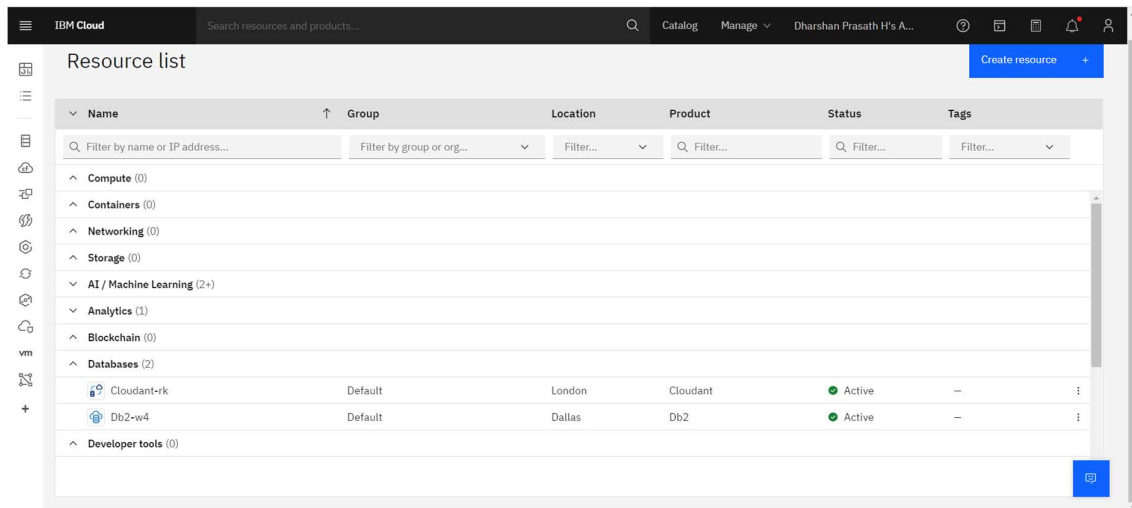 IBM Cloud Search resources and products... Catalog Manage Dharshan Prasath H's A...
Resource list
Create resource +
Name Group Location Product Status Tags
Filter by name or IP address... Filter by group or org... Filter... Filter... Filter... Filter...
Compute (0)
Containers (0)
Networking (0)
Storage (0)
AI / Machine Learning (2+)
Analytics (1)
Blockchain (0)
vm
Databases (2)
Cloudant-rk Default London Cloudant Active –
Db2-w4 Default Dallas Db2 Active –
Developer tools (0)